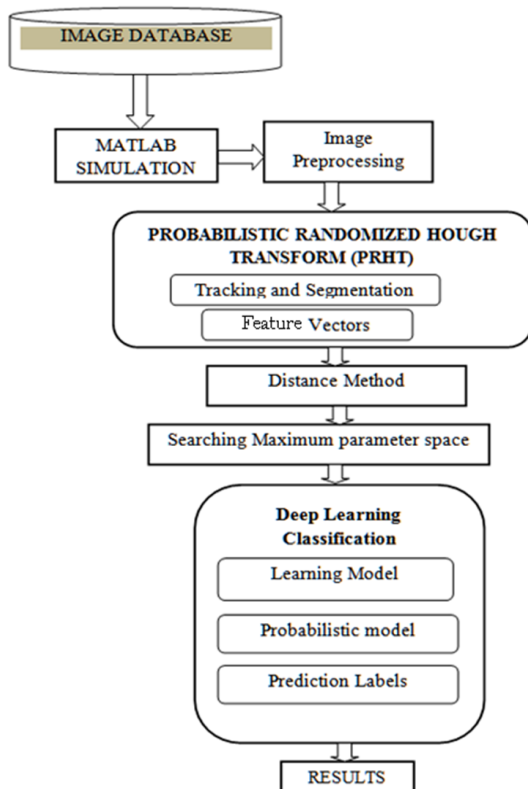 IMAGE DATABASE
MATLAB
SIMULATION
Image
Preprocessing
PROBABILISTIC RANDOMIZED HOUGH
TRANSFORM (PRHT)
Tracking and Segmentation
Feature Vectors
Distance Method
Searching Maximum parameter space
Deep Learning
Classification
Learning Model
Probabilistic model
Prediction Labels
RESULTS